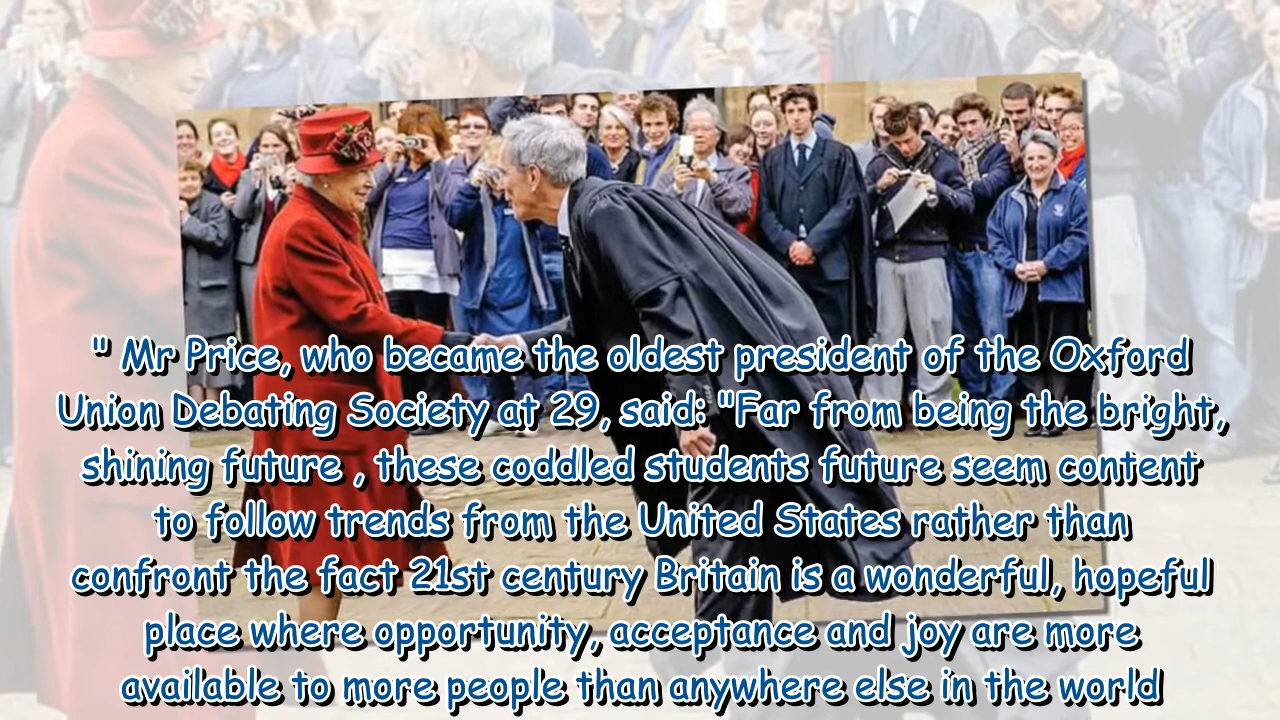 " Mr Price, who became the oldest president of the Oxford
Union Debating Society at 29, said: "Far from being the bright,
shining future , these coddled students future seem content
to follow trends from the United States rather than
confront the fact 21st century Britain is a wonderful, hopeful
place where opportunity, acceptance and joy are more
available to more people than anywhere else in the world